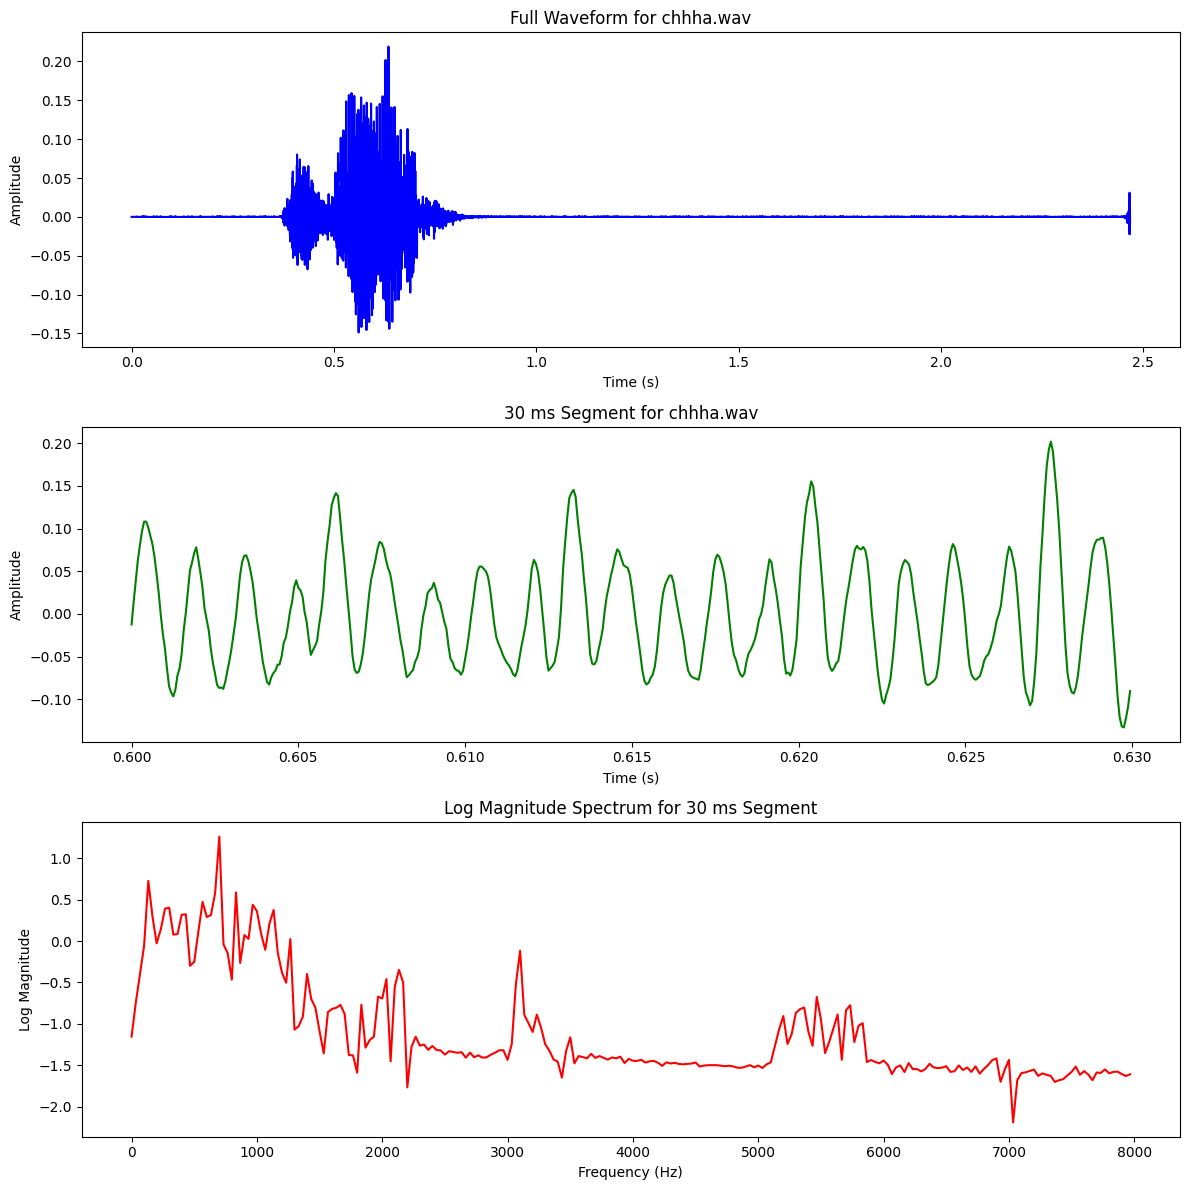 Full Waveform for chhha.wav
Amplitude
0.20
0.15
0.10
0.05
0.00
−0.05
−0.10
−0.15
0.0 0.5 1.0 1.5 2.0 2.5
Time (s)
30 ms Segment for chhha.wav
Amplitude
0.20
0.15
0.10
0.05
0.00
−0.05
−0.10
0.600 0.605 0.610 0.615 0.620 0.625 0.630
Time (s)
Log Magnitude Spectrum for 30 ms Segment
Log Magnitude
1.0
0.5
0.0
−0.5
−1.0
−1.5
−2.0
0 1000 2000 3000 4000 5000 6000 7000 8000
Frequency (Hz)